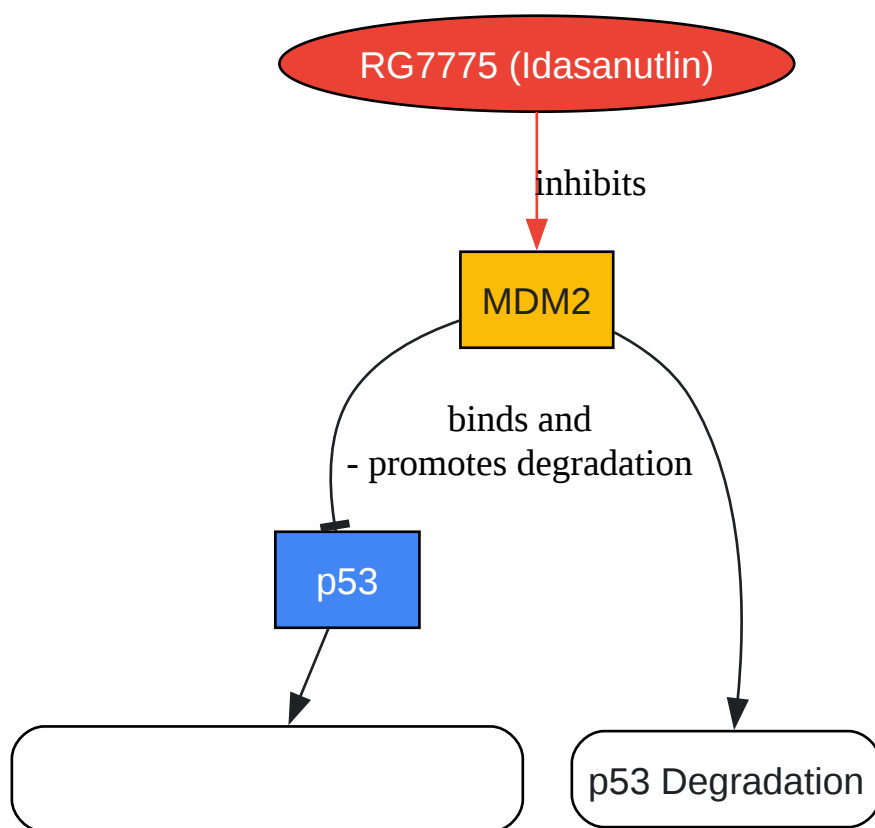 RG7775 (Idasanutlin)
inhibits
MDM2
binds and
- promotes degradation
p53
p53 Degradation